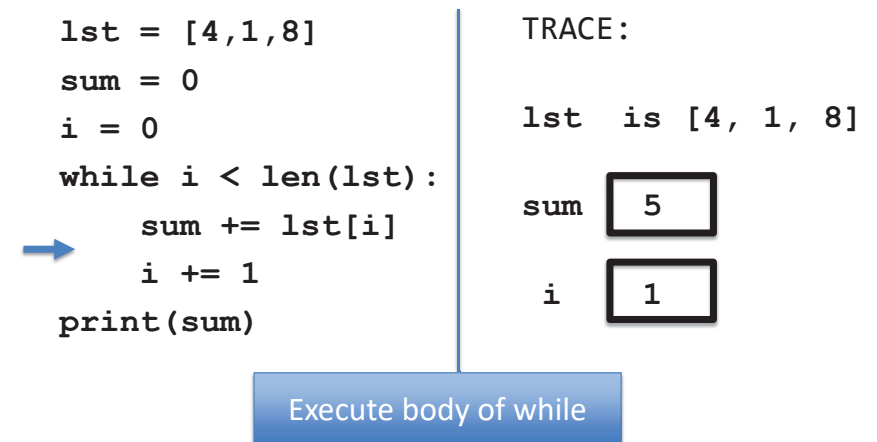 lst = [4,1,8]
sum = 0
i = 0
while i < len(lst):
    sum += lst[i]
    i += 1
print(sum)
TRACE:
lst is [4, 1, 8]
sum 5
i 1
Execute body of while